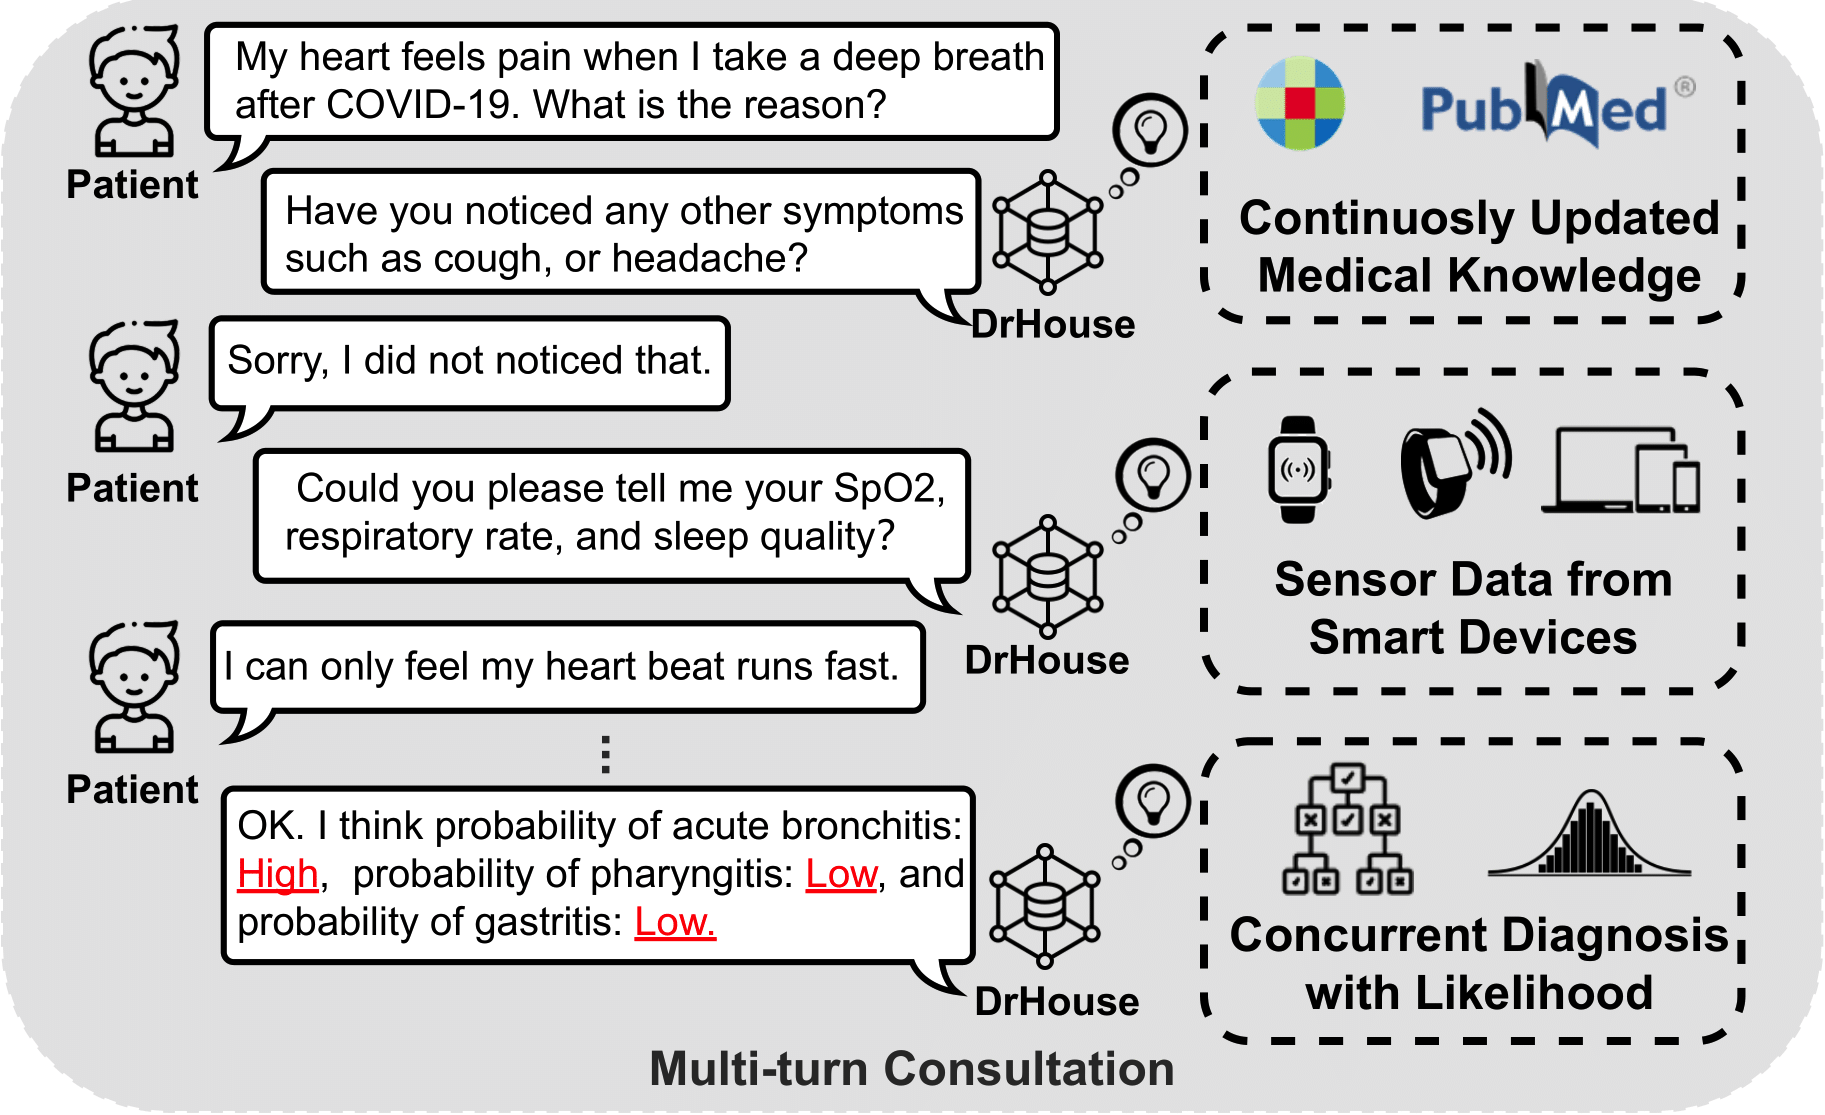 My heart feels pain when I take a deep breath
after COVID-19. What is the reason?
Patient
Have you noticed any other symptoms
such as cough, or headache?
DrHouse
PubMed®
Continuosly Updated
Medical Knowledge
Sorry, I did not noticed that.
Patient
Could you please tell me your SpO2,
respiratory rate, and sleep quality?
DrHouse
Sensor Data from
Smart Devices
I can only feel my heart beat runs fast.
Patient
⋮
OK. I think probability of acute bronchitis:
High, probability of pharyngitis: Low, and
probability of gastritis: Low.
DrHouse
Concurrent Diagnosis
with Likelihood
Multi-turn Consultation